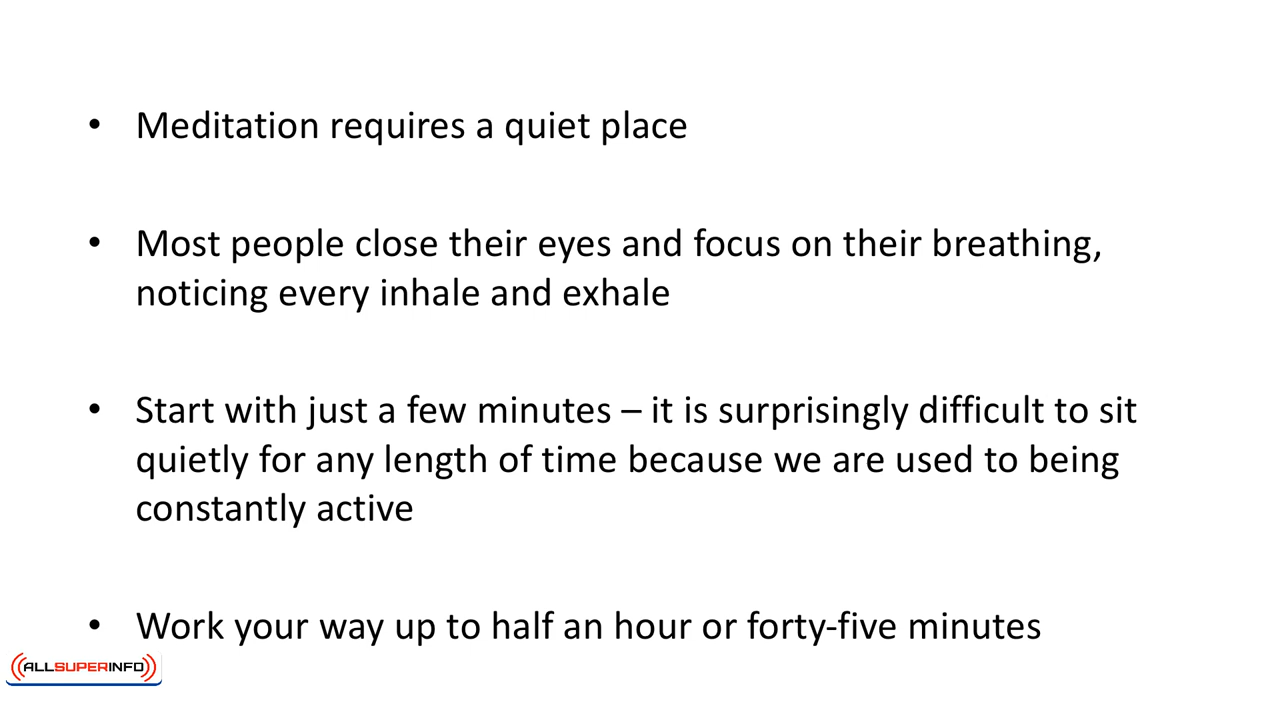 • Meditation requires a quiet place
• Most people close their eyes and focus on their breathing,
noticing every inhale and exhale
• Start with just a few minutes – it is surprisingly difficult to sit
quietly for any length of time because we are used to being
constantly active
• Work your way up to half an hour or forty-five minutes
ALLSUPERINFO